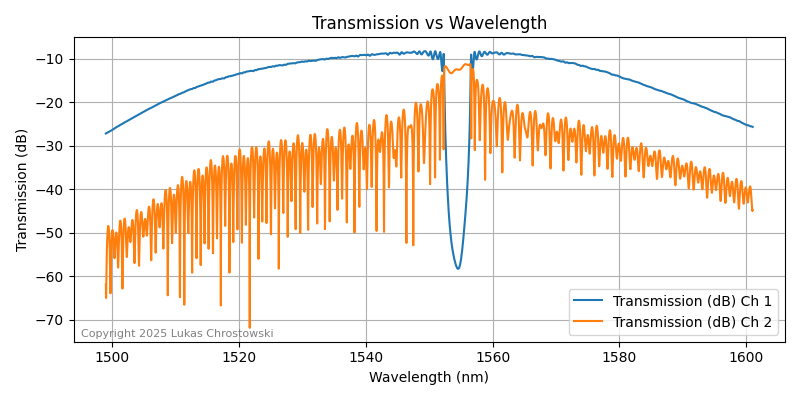 Transmission vs Wavelength
Transmission (dB)
−10
−20
−30
−40
−50
−60
−70
1500
1520
1540
1560
1580
1600
Wavelength (nm)
Transmission (dB) Ch 1
Transmission (dB) Ch 2
Copyright 2025 Lukas Chrostowski